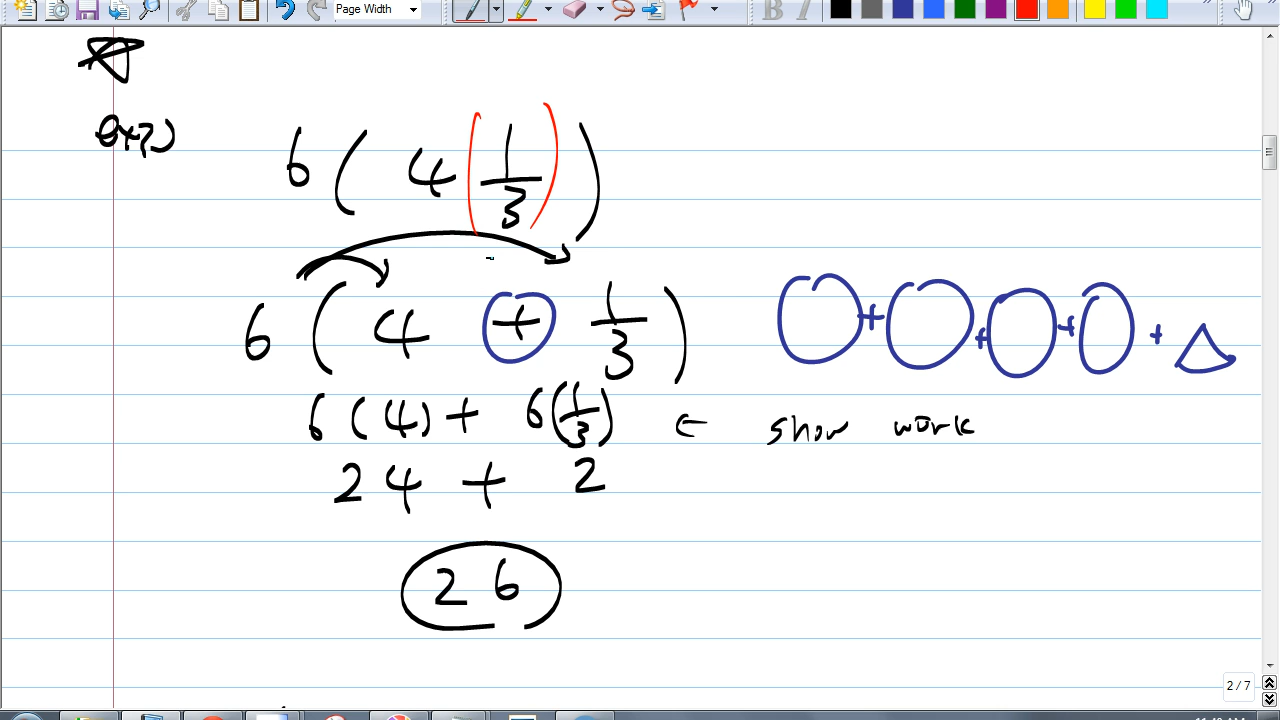 Page Width
B I
ex7)
6 ( 4 ( 1/3 ) )
6 ( 4 + 1/3 )
6 ( 4 ) + 6 ( 1/3 ) ← show work
24 + 2
26
2 / 7